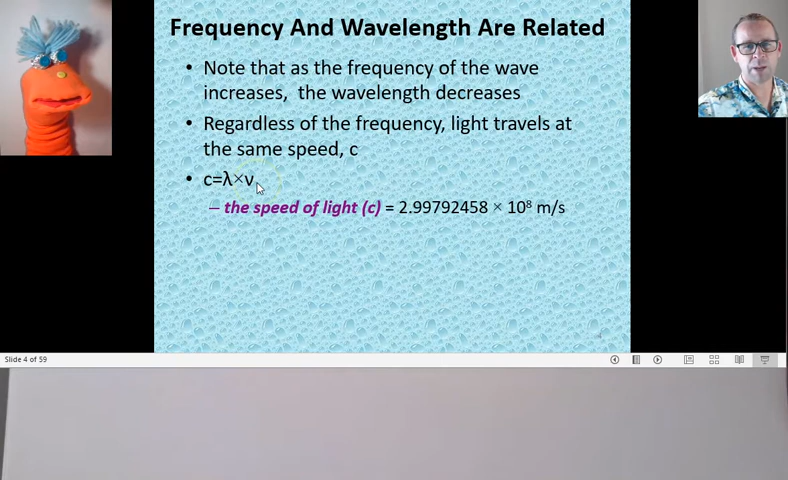 Frequency And Wavelength Are Related
• Note that as the frequency of the wave
increases, the wavelength decreases
• Regardless of the frequency, light travels at
the same speed, c
• c=λ×ν
– the speed of light (c) = 2.99792458 × 10⁸ m/s
Slide 4 of 59